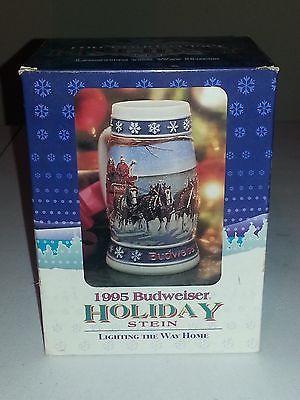 Budweiser
1995 Budweiser
HOLIDAY
STEIN
LIGHTING THE WAY HOME